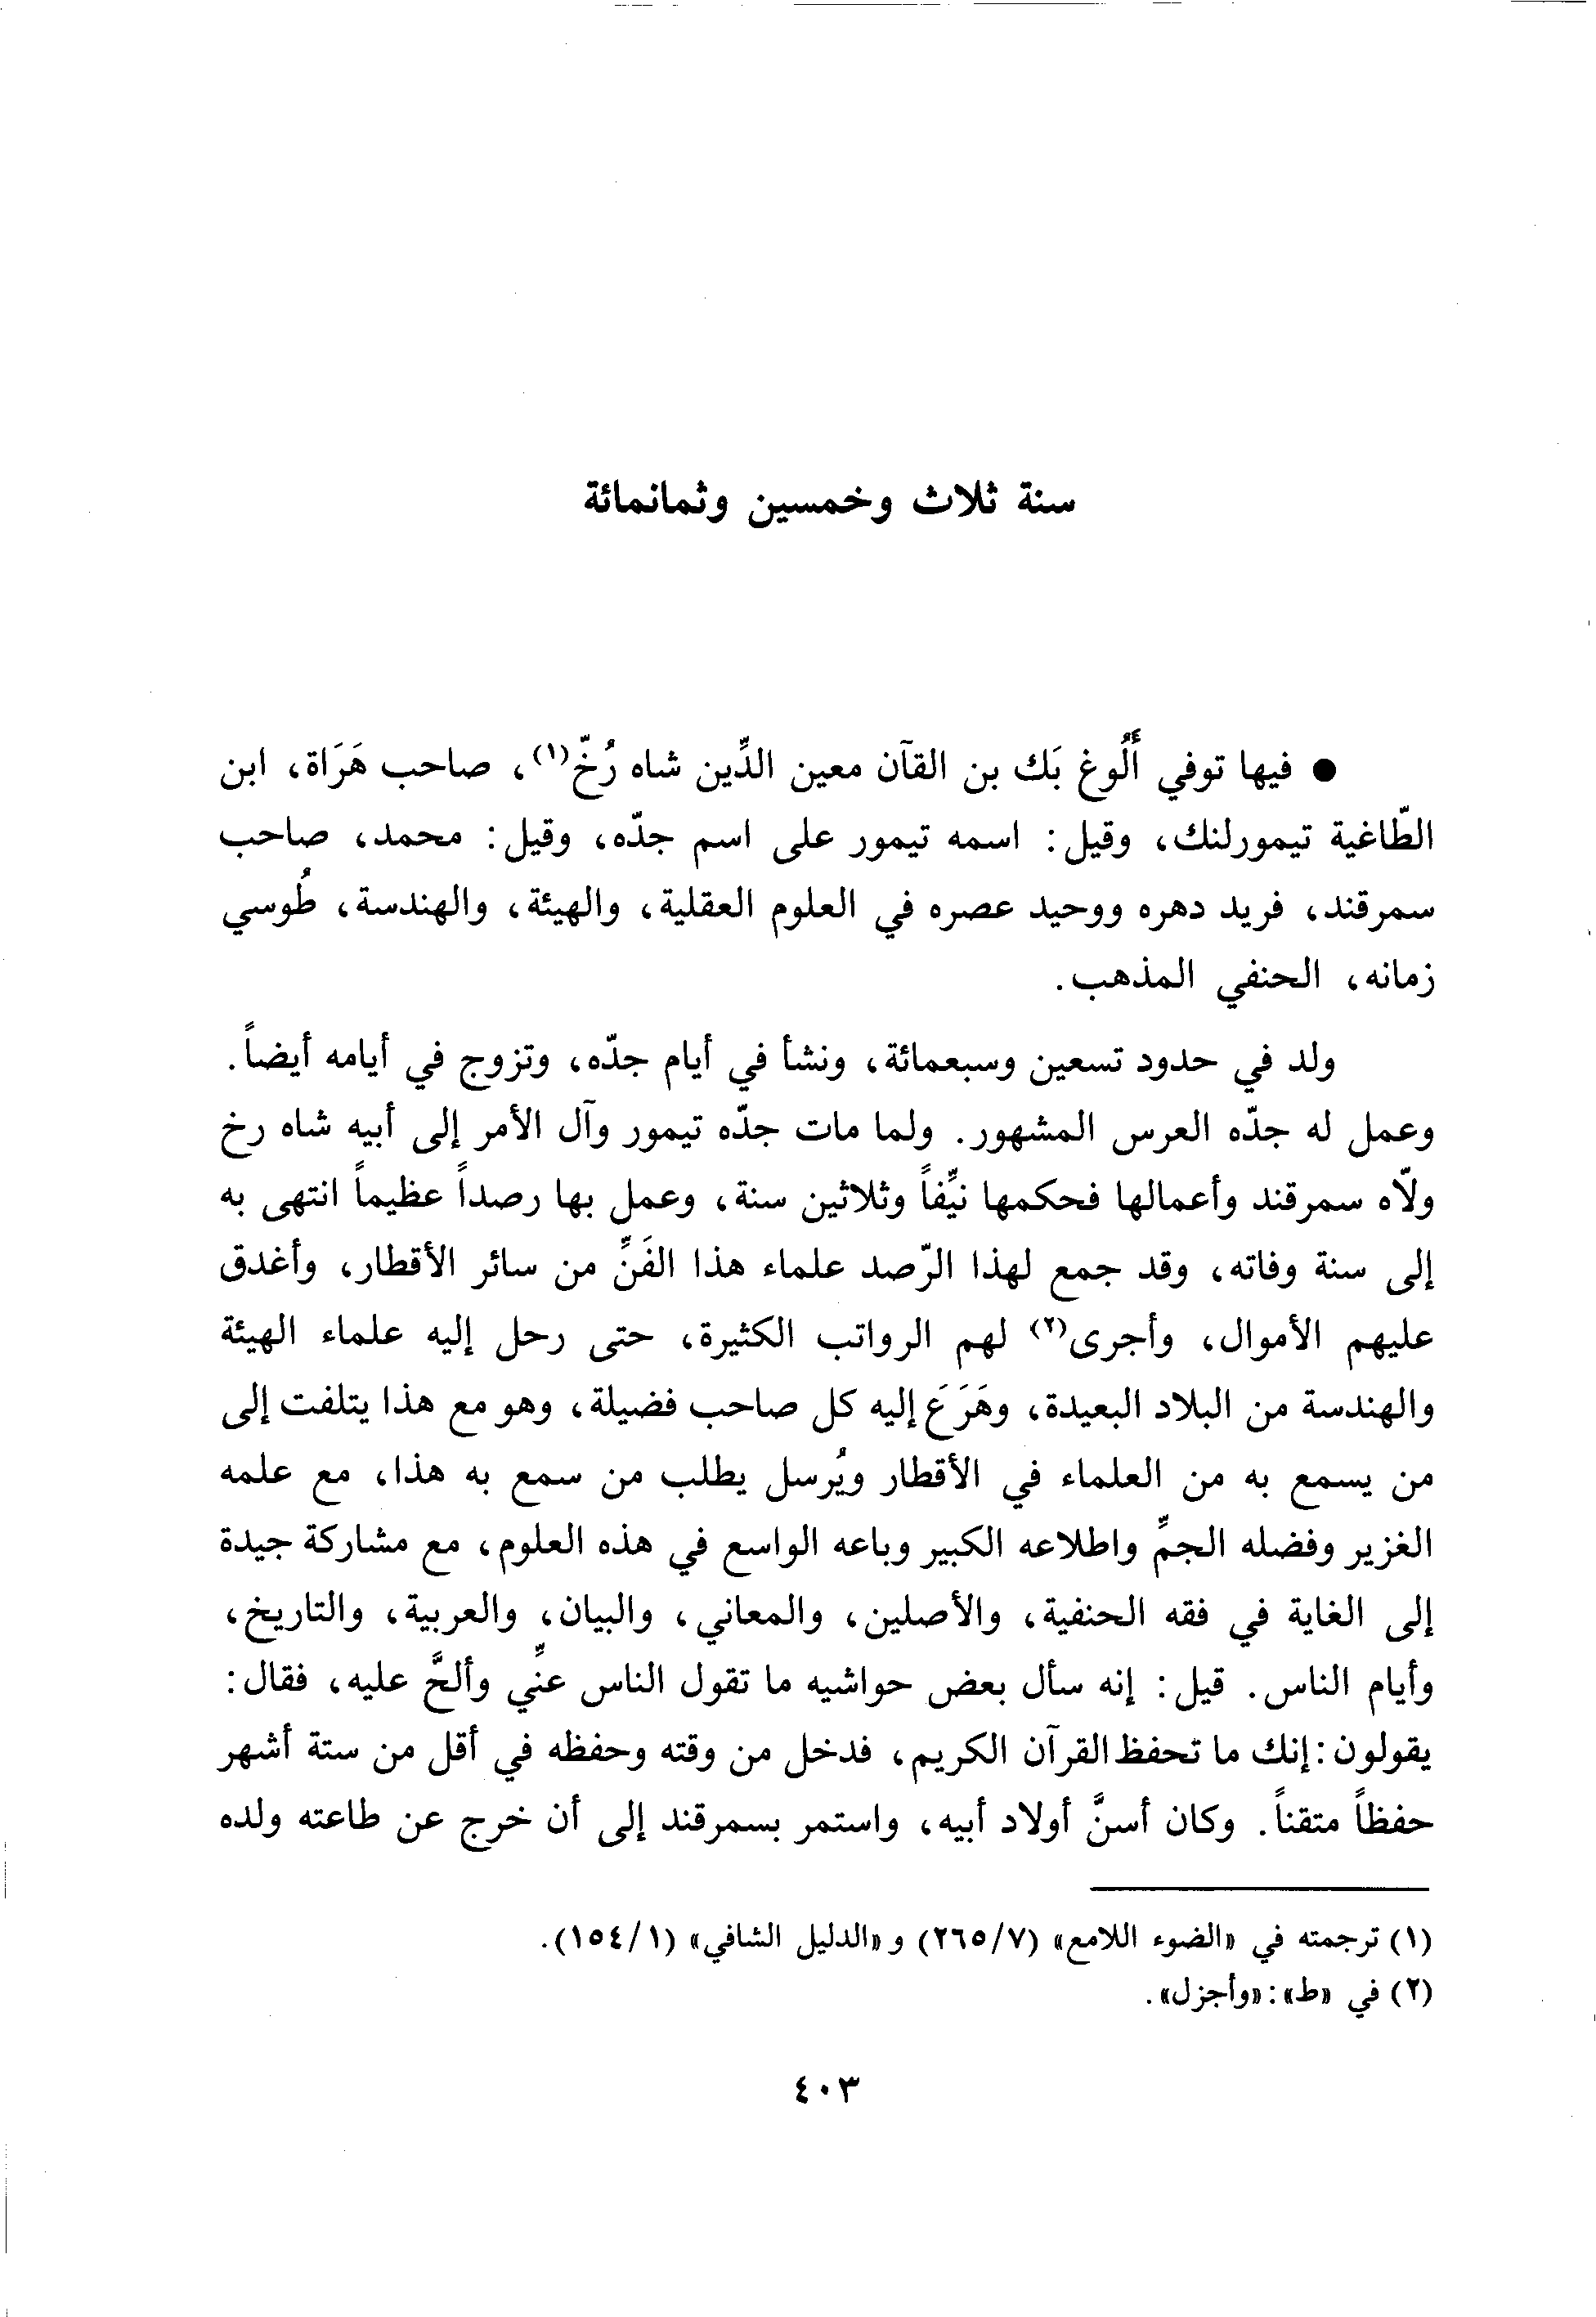 سنة ثلاث وخمسين وثمانمائة
● فيها توفي أُلُوغ بَك بن القآن معين الدِّين شاه رُخّ(١)، صاحب هَرَاة، ابن
الطّاغية تيمورلنك، وقيل: اسمه تيمور على اسم جدّه، وقيل: محمد، صاحب
سمرقند، فريد دهره ووحيد عصره في العلوم العقلية، والهيئة، والهندسة، طُوسي
زمانه، الحنفي المذهب.
ولد في حدود تسعين وسبعمائة، ونشأ في أيام جدّه، وتزوج في أيامه أيضاً.
وعمل له جدّه العرس المشهور. ولما مات جدّه تيمور وآل الأمر إلى أبيه شاه رخ
ولّاه سمرقند وأعمالها فحكمها نيِّفاً وثلاثين سنة، وعمل بها رصداً عظيماً انتهى به
إلى سنة وفاته، وقد جمع لهذا الرّصد علماء هذا الفَنِّ من سائر الأقطار، وأغدق
عليهم الأموال، وأجرى(٢) لهم الرواتب الكثيرة، حتى رحل إليه علماء الهيئة
والهندسة من البلاد البعيدة، وهَرَعَ إليه كل صاحب فضيلة، وهو مع هذا يتلفت إلى
من يسمع به من العلماء في الأقطار ويُرسل يطلب من سمع به هذا، مع علمه
الغزير وفضله الجمِّ واطلاعه الكبير وباعه الواسع في هذه العلوم، مع مشاركة جيدة
إلى الغاية في فقه الحنفية، والأصلين، والمعاني، والبيان، والعربية، والتاريخ،
وأيام الناس. قيل: إنه سأل بعض حواشيه ما تقول الناس عنِّي وألحَّ عليه، فقال:
يقولون: إنك ما تحفظ القرآن الكريم، فدخل من وقته وحفظه في أقل من ستة أشهر
حفظاً متقناً. وكان أسنَّ أولاد أبيه، واستمر بسمرقند إلى أن خرج عن طاعته ولده
(١) ترجمته في «الضوء اللامع» (٢٦٥/٧) و«الدليل الشافي» (١٥٤/١).
(٢) في «ط»: «وأجزل».
٤٠٣